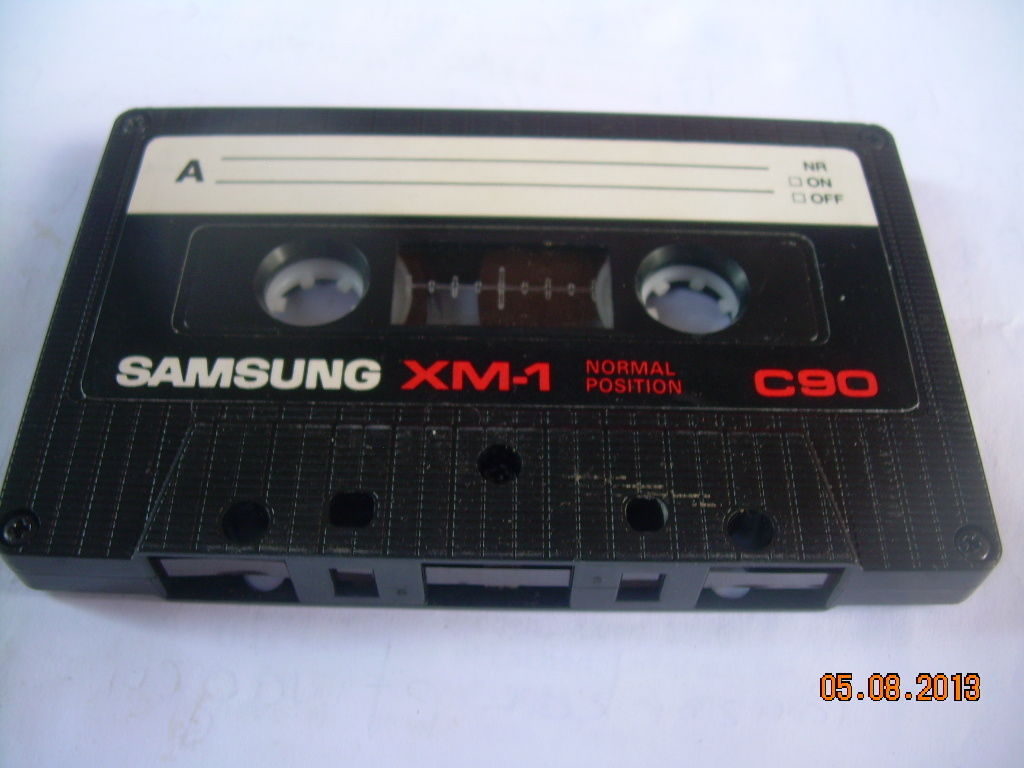 A
NR
□ ON
□ OFF
SAMSUNG XM-1 NORMAL POSITION C90
05.08.2013